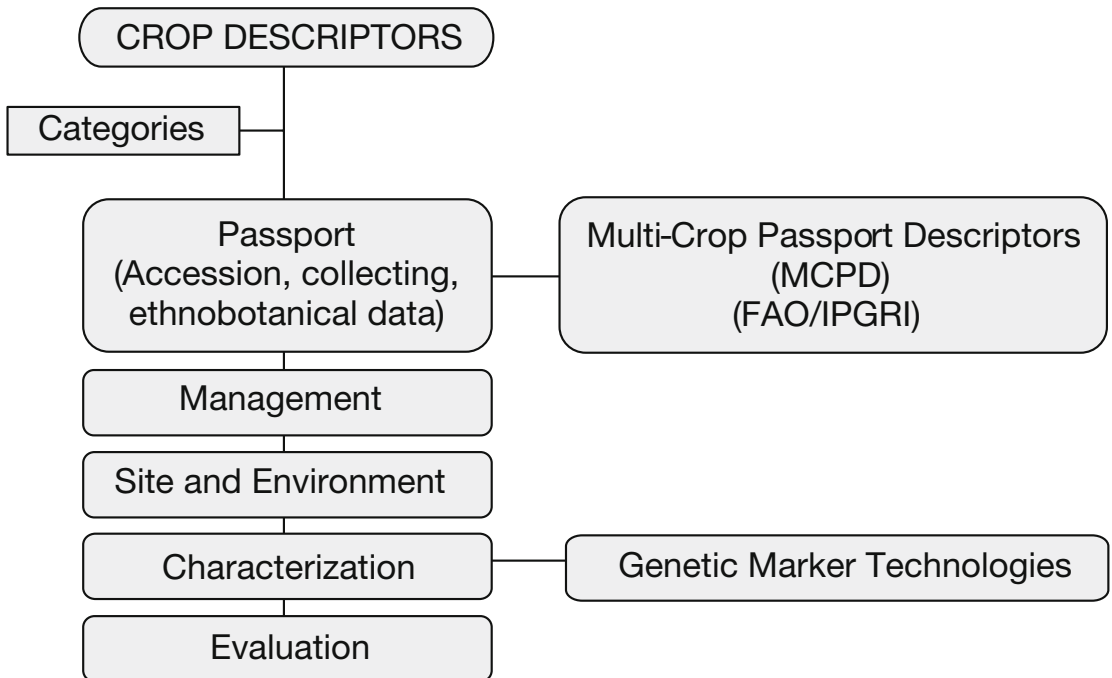 CROP DESCRIPTORS
Categories
Passport
(Accession, collecting,
ethnobotanical data)
Multi-Crop Passport Descriptors
(MCPD)
(FAO/IPGRI)
Management
Site and Environment
Characterization
Genetic Marker Technologies
Evaluation